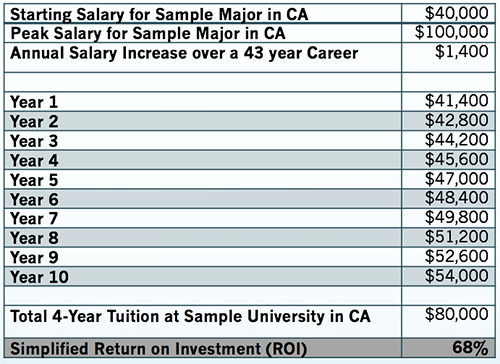 Starting Salary for Sample Major in CA $40,000
Peak Salary for Sample Major in CA $100,000
Annual Salary Increase over a 43 year Career $1,400
Year 1 $41,400
Year 2 $42,800
Year 3 $44,200
Year 4 $45,600
Year 5 $47,000
Year 6 $48,400
Year 7 $49,800
Year 8 $51,200
Year 9 $52,600
Year 10 $54,000
Total 4-Year Tuition at Sample University in CA $80,000
Simplified Return on Investment (ROI) 68%